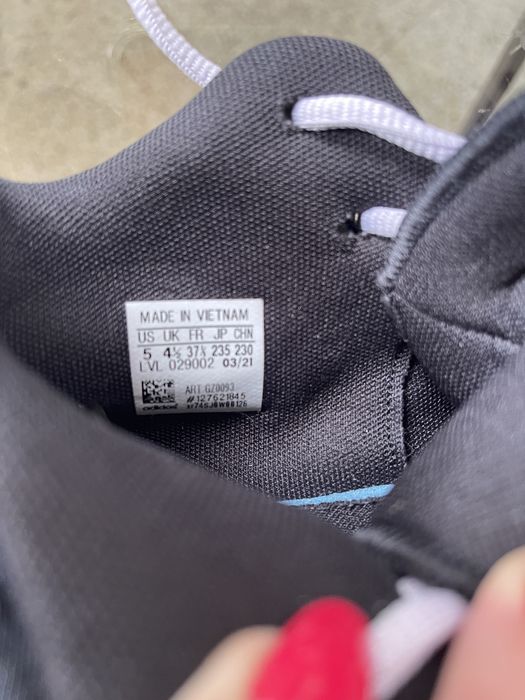 MADE IN VIETNAM
US UK FR JP CHN
5 4½ 37⅓ 235 230
LVL 029002 03/21
ART GZ0093
#127621845
adidas